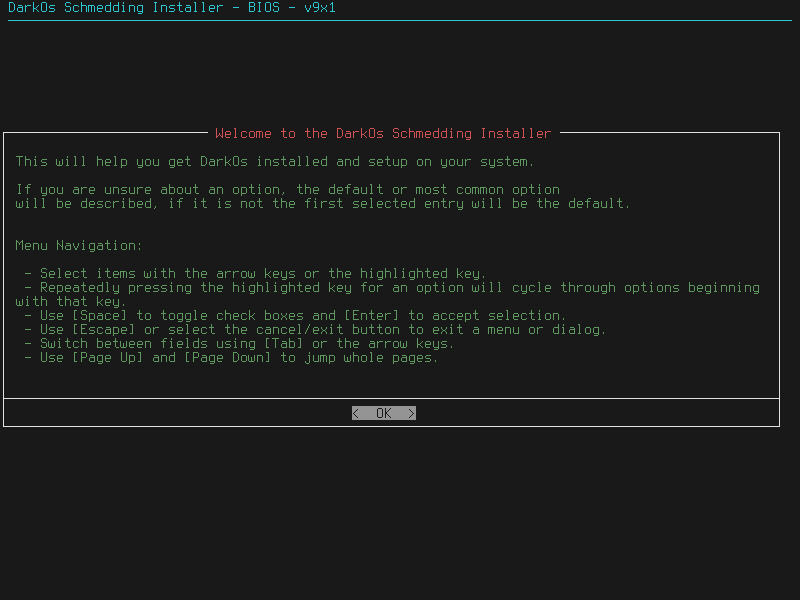 DarkOs Schmedding Installer - BIOS - v9x1
Welcome to the DarkOs Schmedding Installer
This will help you get DarkOs installed and setup on your system.
If you are unsure about an option, the default or most common option
will be described, if it is not the first selected entry will be the default.
Menu Navigation:
- Select items with the arrow keys or the highlighted key.
- Repeatedly pressing the highlighted key for an option will cycle through options beginning
with that key.
- Use [Space] to toggle check boxes and [Enter] to accept selection.
- Use [Escape] or select the cancel/exit button to exit a menu or dialog.
- Switch between fields using [Tab] or the arrow keys.
- Use [Page Up] and [Page Down] to jump whole pages.
< OK >